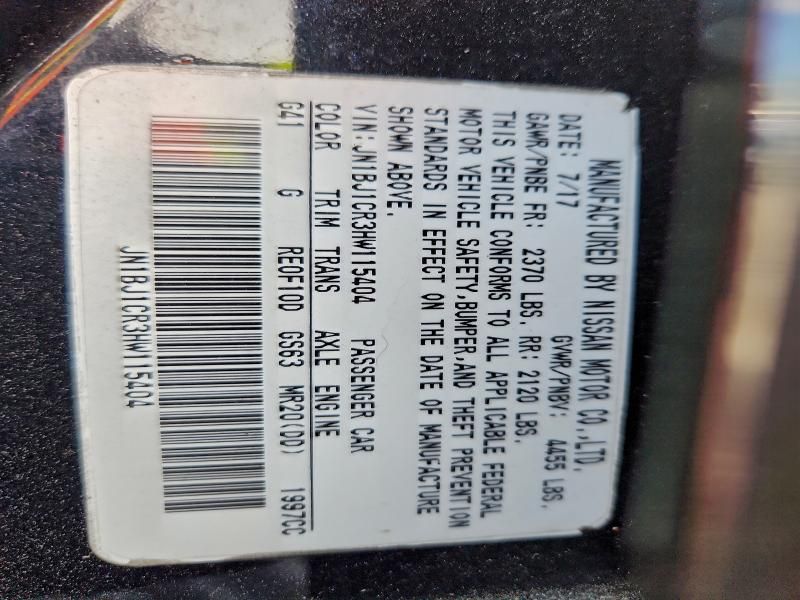 MANUFACTURED BY NISSAN MOTOR CO.,LTD.
DATE: 7/17 GVWR/PNBV: 4455 LBS.
GAWR/PNBE FR: 2370 LBS. RR: 2120 LBS.
THIS VEHICLE CONFORMS TO ALL APPLICABLE FEDERAL
MOTOR VEHICLE SAFETY,BUMPER,AND THEFT PREVENTION
STANDARDS IN EFFECT ON THE DATE OF MANUFACTURE
SHOWN ABOVE.
VIN:JN1BJ1CR3HW115404 PASSENGER CAR
COLOR TRIM TRANS AXLE ENGINE
G41 G RE0F10D GS63 MR20(DD) 1997CC
JN1BJ1CR3HW115404